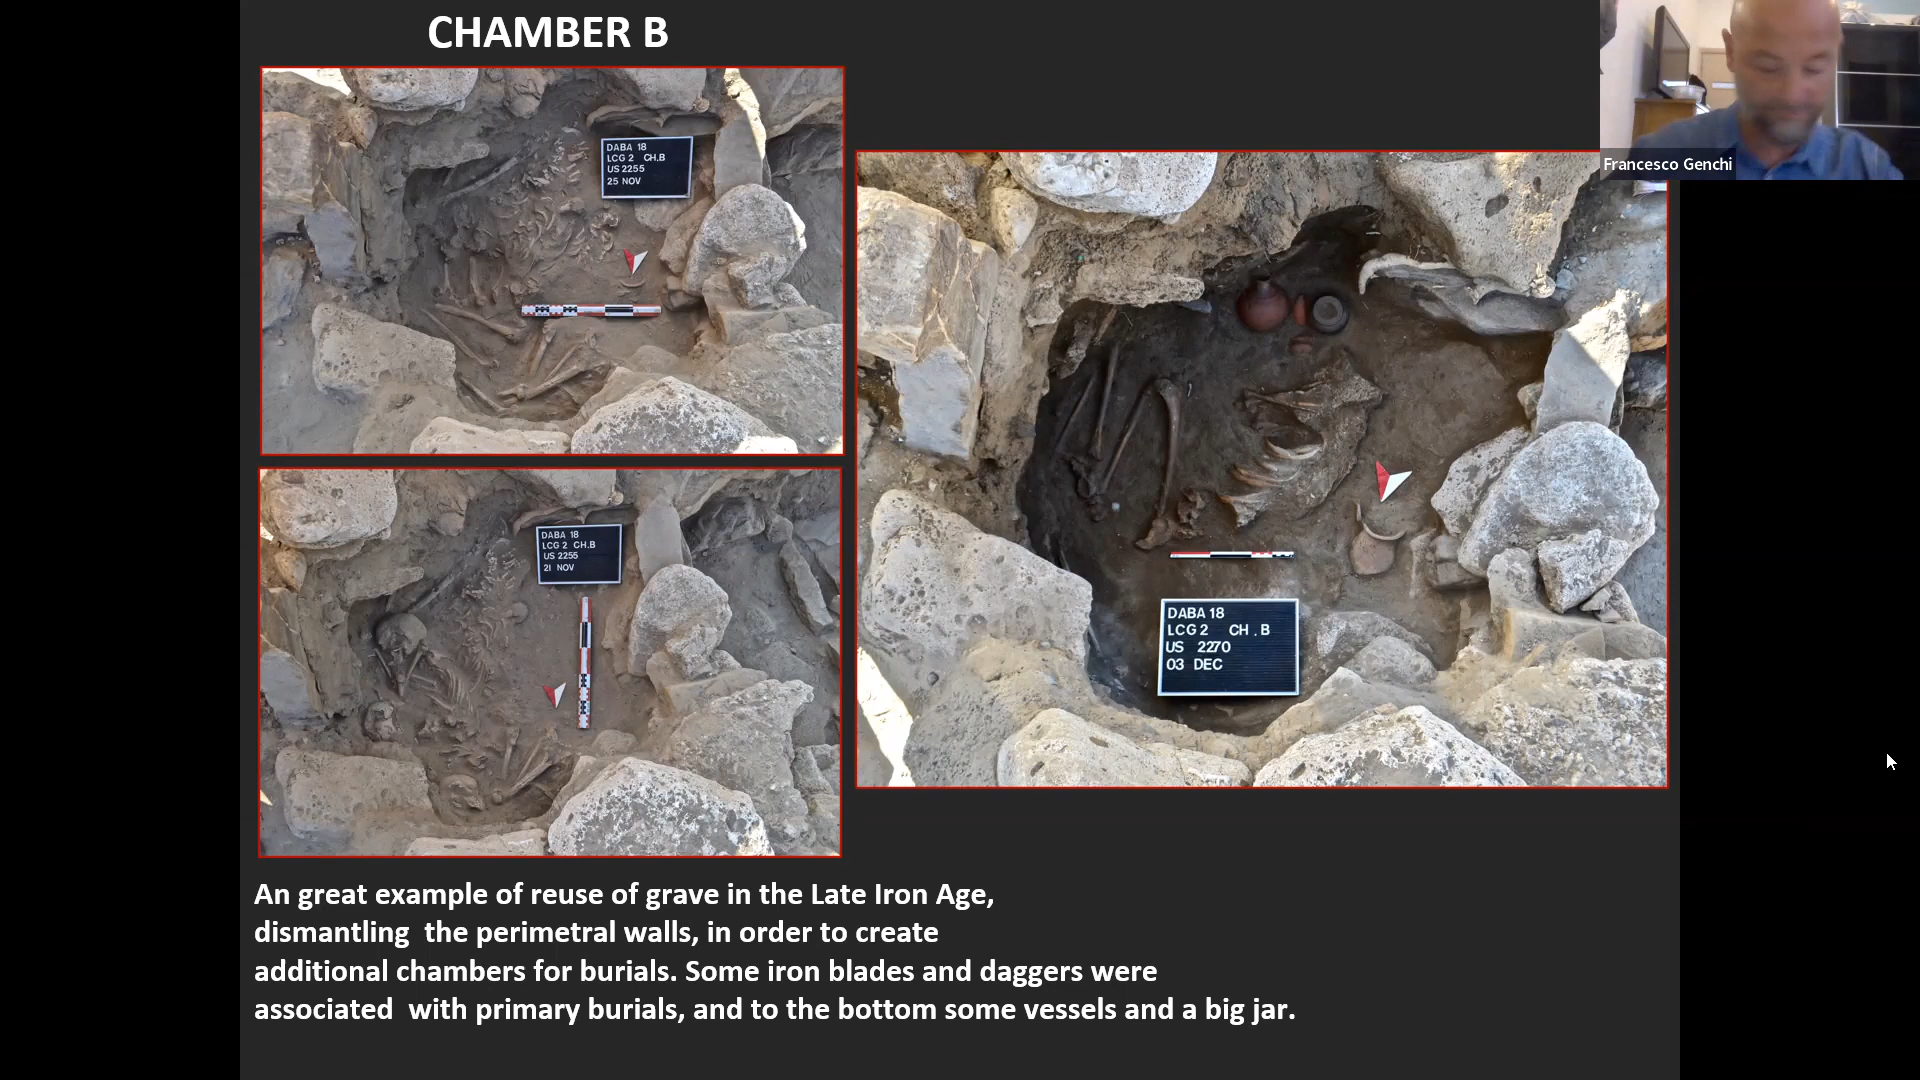 CHAMBER B
DABA 18
LCG 2 CH.B
US 2255
25 NOV
Francesco Genchi
DABA 18
LCG 2 CH.B
US 2255
21 NOV
DABA 18
LCG 2 CH.B
US 2270
03 DEC
An great example of reuse of grave in the Late Iron Age,
dismantling the perimetral walls, in order to create
additional chambers for burials. Some iron blades and daggers were
associated with primary burials, and to the bottom some vessels and a big jar.